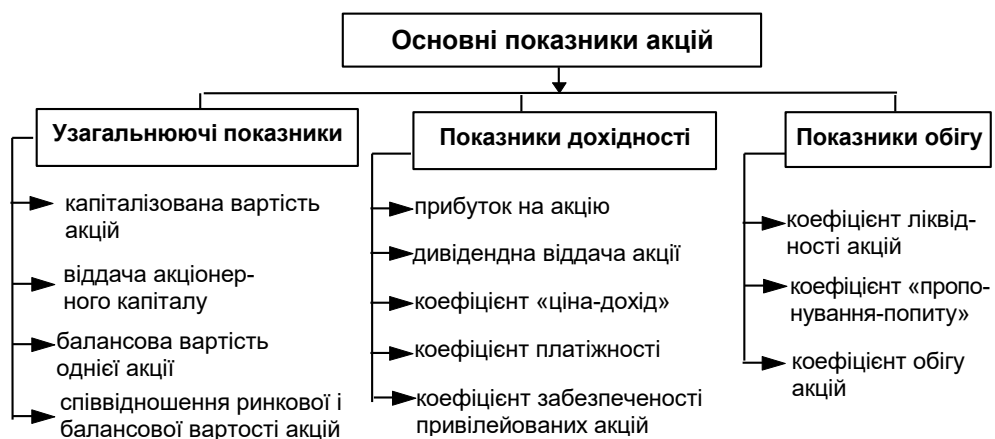 Основні показники акцій
Узагальнюючі показники
капіталізована вартість
акцій
віддача акціонер-
ного капіталу
балансова вартість
однієї акції
співвідношення ринкової і
балансової вартості акцій
Показники дохідності
прибуток на акцію
дивідендна віддача акції
коефіцієнт «ціна-дохід»
коефіцієнт платіжності
коефіцієнт забезпеченості
привілейованих акцій
Показники обігу
коефіцієнт ліквід-
ності акцій
коефіцієнт «пропо-
нування-попиту»
коефіцієнт обігу
акцій